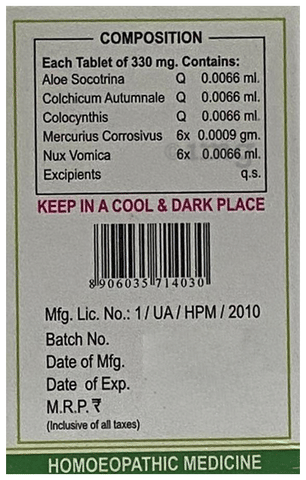 COMPOSITION
Each Tablet of 330 mg. Contains:
Aloe Socotrina Q 0.0066 ml.
Colchicum Autumnale Q 0.0066 ml.
Colocynthis Q 0.0066 ml.
Mercurius Corrosivus 6x 0.0009 gm.
Nux Vomica 6x 0.0066 ml.
Excipients q.s.
KEEP IN A COOL & DARK PLACE
8 906035 714030
Mfg. Lic. No.: 1 / UA / HPM / 2010
Batch No.
Date of Mfg.
Date of Exp.
M.R.P. ₹
(Inclusive of all taxes)
HOMOEOPATHIC MEDICINE